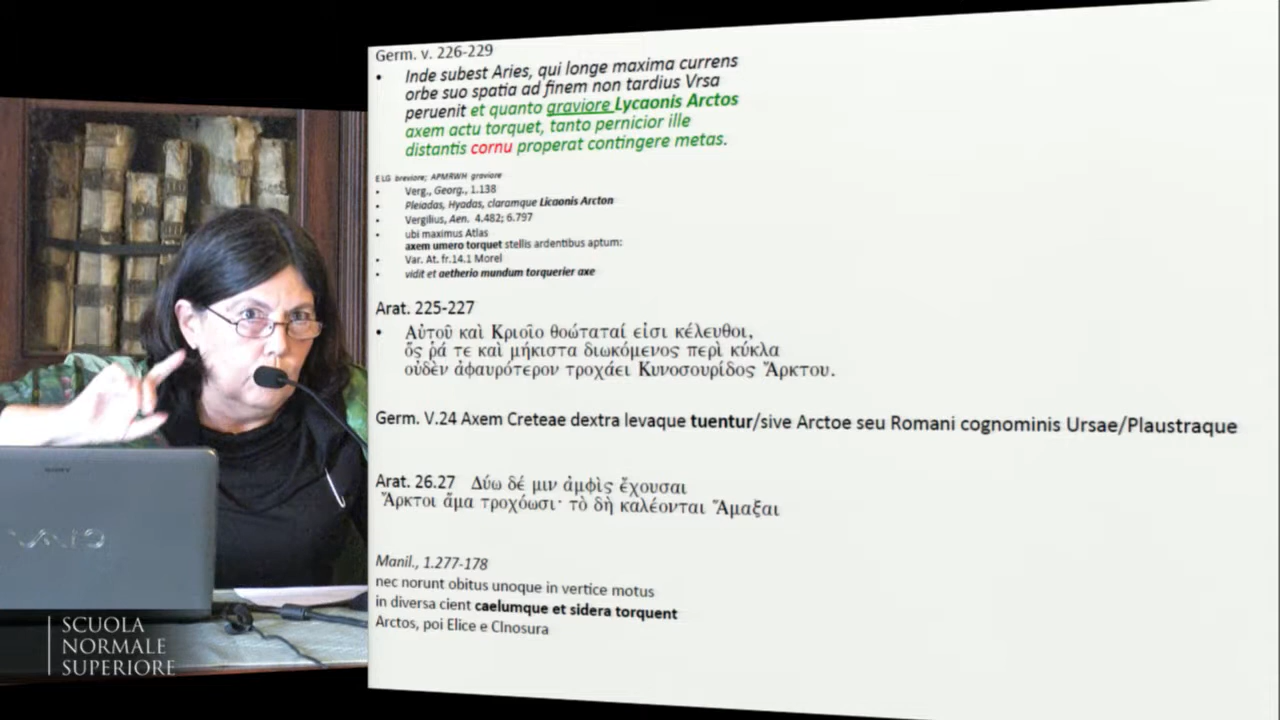 Germ. v. 226-229
• Inde subest Aries, qui longe maxima currens
orbe suo spatia ad finem non tardius Vrsa
peruenit et quanto graviore Lycaonis Arctos
axem actu torquet, tanto pernicior ille
distantis cornu properat contingere metas.
E LG breviore; APMRWH graviore
• Verg., Georg., 1.138
• Pleiadas, Hyadas, claramque Licaonis Arcton
• Vergilius, Aen. 4.482; 6.797
• ubi maximus Atlas
axem umero torquet stellis ardentibus aptum:
• Var. At. fr.14.1 Morel
• vidit et aetherio mundum torquerier axe
Arat. 225-227
• Αὐτοῦ καὶ Κριοῖο θοώταταί εἰσι κέλευθοι,
ὅς ῥά τε καὶ μήκιστα διωκόμενος περὶ κύκλα
οὐδὲν ἀφαυρότερον τροχάει Κυνοσουρίδος Ἄρκτου.
Germ. V.24 Axem Creteae dextra levaque tuentur/sive Arctoe seu Romani cognominis Ursae/Plaustraque
Arat. 26.27 Δύω δέ μιν ἀμφὶς ἔχουσαι
Ἄρκτοι ἅμα τροχόωσι· τὸ δὴ καλέονται Ἅμαξαι
Manil., 1.277-178
nec norunt obitus unoque in vertice motus
in diversa cient caelumque et sidera torquent
Arctos, poi Elice e CInosura
SONY
VAIO
SCUOLA
NORMALE
SUPERIORE